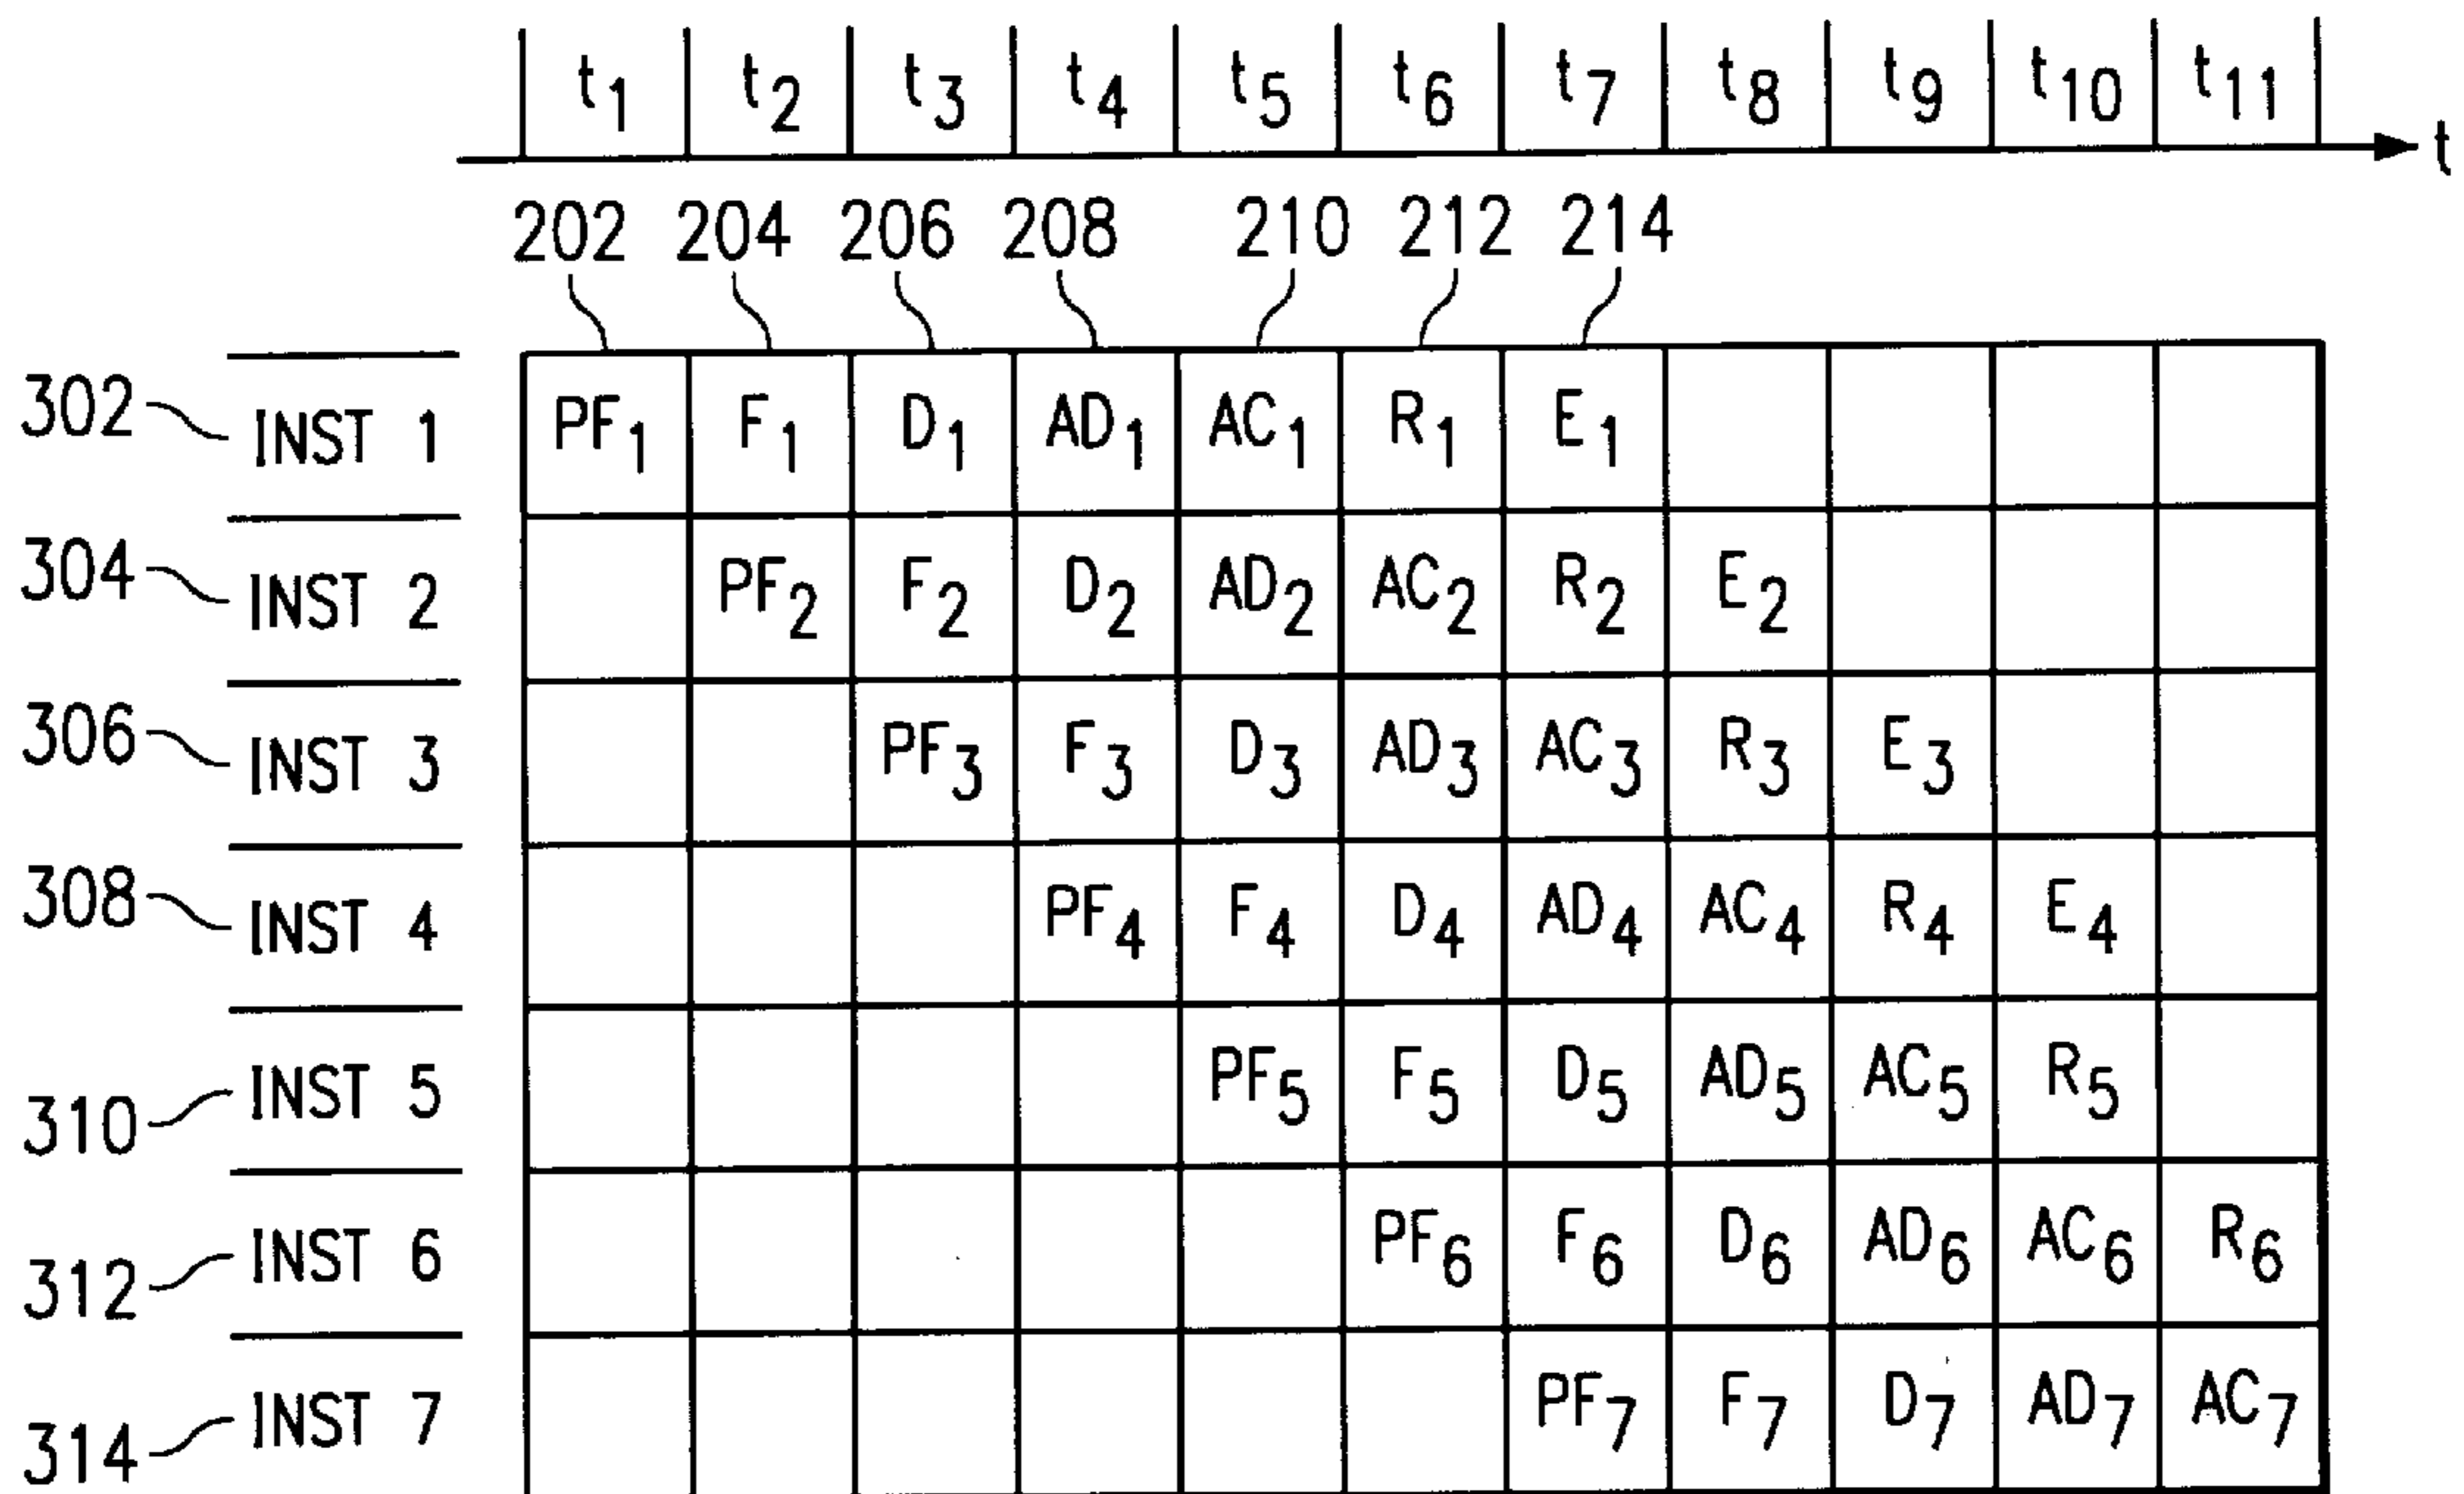 t1 t2 t3 t4 t5 t6 t7 t8 t9 t10 t11
t
202 204 206 208 210 212 214
302 INST 1 PF1 F1 D1 AD1 AC1 R1 E1
304 INST 2 PF2 F2 D2 AD2 AC2 R2 E2
306 INST 3 PF3 F3 D3 AD3 AC3 R3 E3
308 INST 4 PF4 F4 D4 AD4 AC4 R4 E4
310 INST 5 PF5 F5 D5 AD5 AC5 R5
312 INST 6 PF6 F6 D6 AD6 AC6 R6
314 INST 7 PF7 F7 D7 AD7 AC7